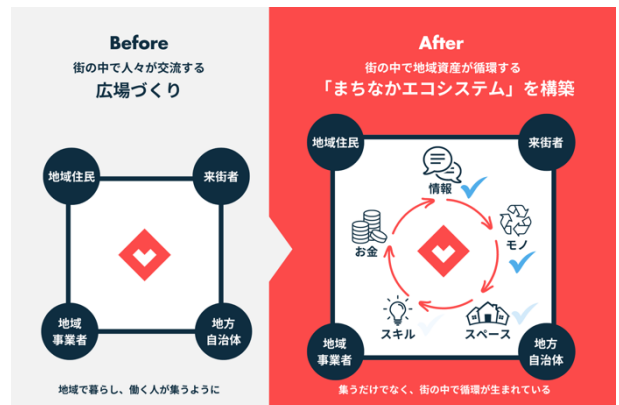 Before
街の中で人々が交流する
広場づくり
地域住民
来街者
地域
事業者
地方
自治体
地域で暮らし、働く人が集うように
After
街の中で地域資産が循環する
「まちなかエコシステム」を構築
地域住民
来街者
情報
モノ
お金
スキル
スペース
地域
事業者
地方
自治体
集うだけでなく、街の中で循環が生まれている